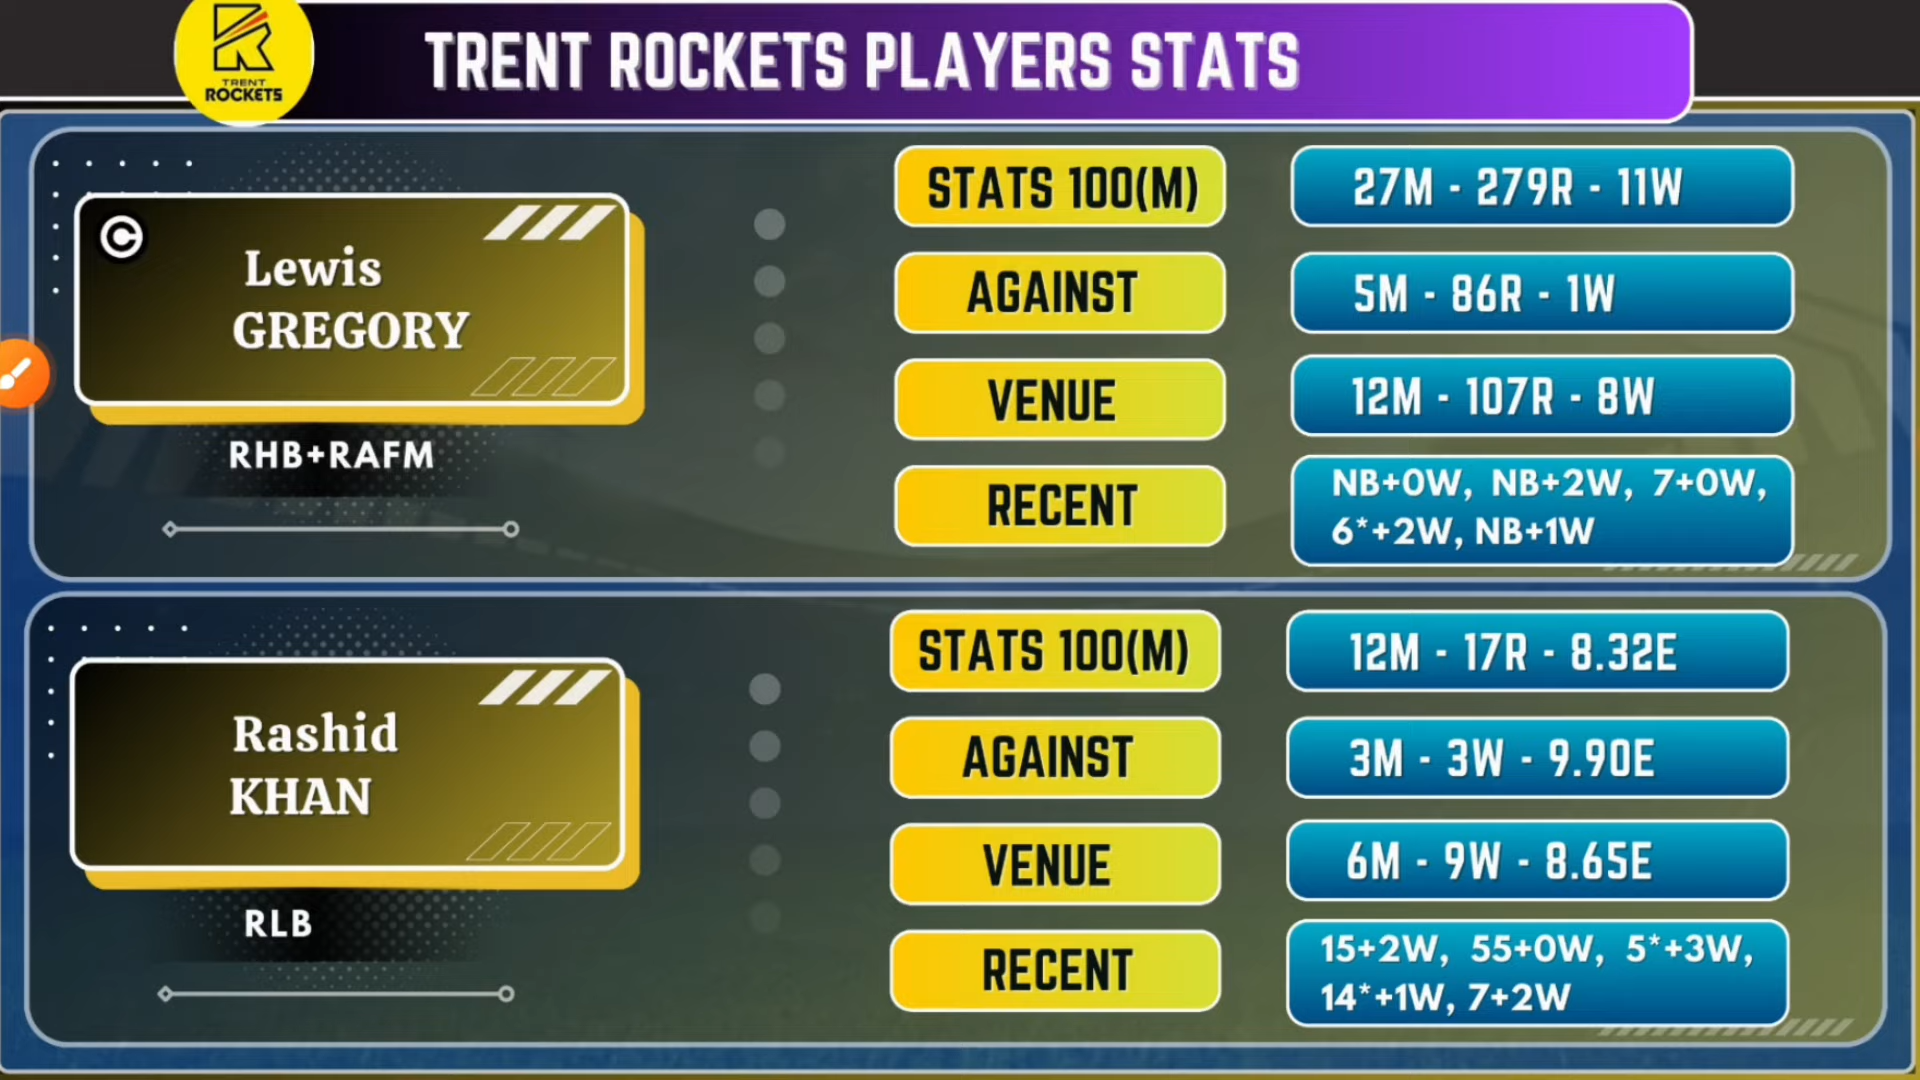 TRENT
ROCKETS
TRENT ROCKETS PLAYERS STATS
C
Lewis
GREGORY
RHB+RAFM
STATS 100(M)
27M - 279R - 11W
AGAINST
5M - 86R - 1W
VENUE
12M - 107R - 8W
RECENT
NB+0W, NB+2W, 7+0W,
6*+2W, NB+1W
Rashid
KHAN
RLB
STATS 100(M)
12M - 17R - 8.32E
AGAINST
3M - 3W - 9.90E
VENUE
6M - 9W - 8.65E
RECENT
15+2W, 55+0W, 5*+3W,
14*+1W, 7+2W